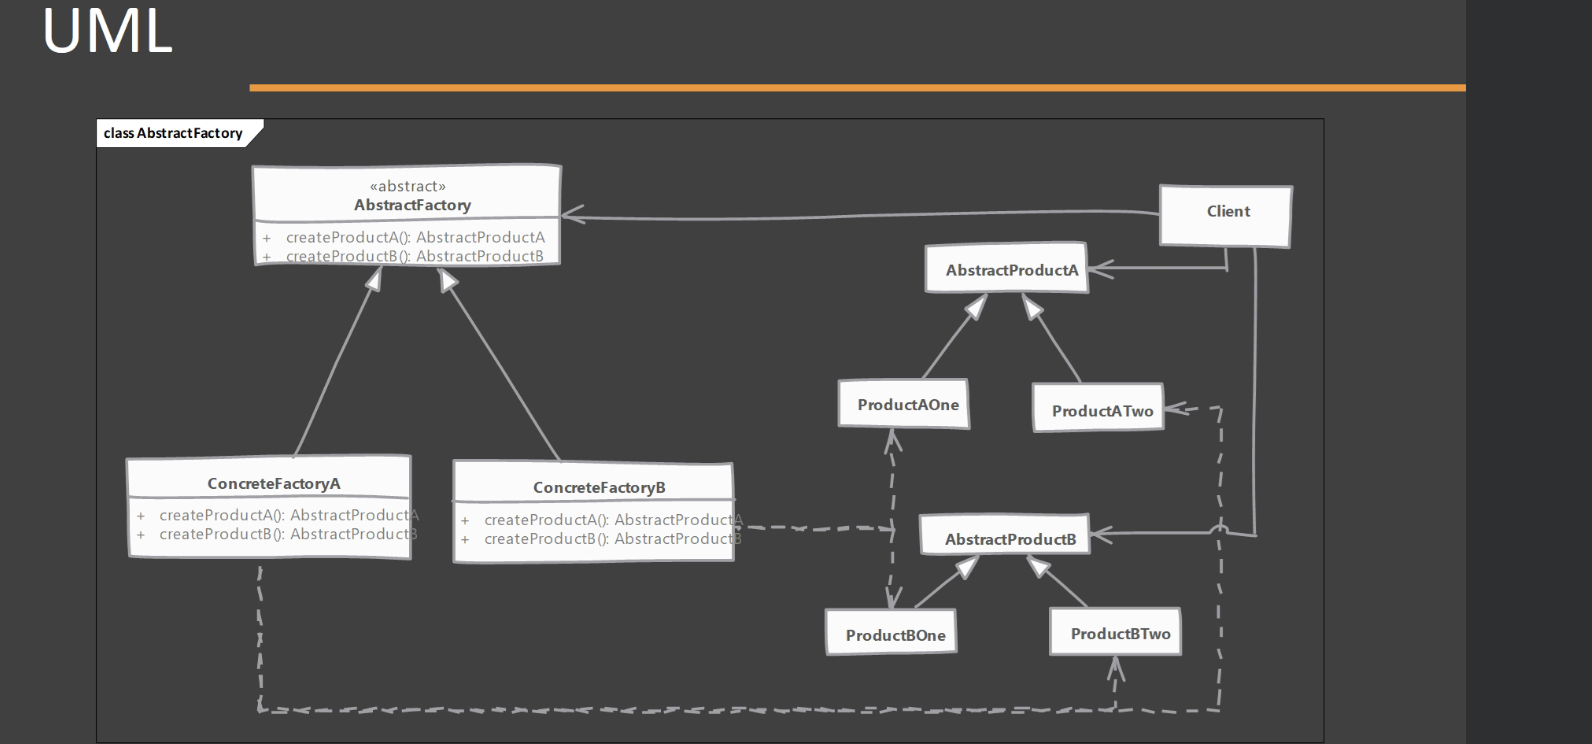 UML
class AbstractFactory
«abstract»
AbstractFactory
+ createProductA(): AbstractProductA
+ createProductB(): AbstractProductB
Client
AbstractProductA
ProductAOne
ProductATwo
ConcreteFactoryA
+ createProductA(): AbstractProductA
+ createProductB(): AbstractProductB
ConcreteFactoryB
+ createProductA(): AbstractProductA
+ createProductB(): AbstractProductB
AbstractProductB
ProductBOne
ProductBTwo